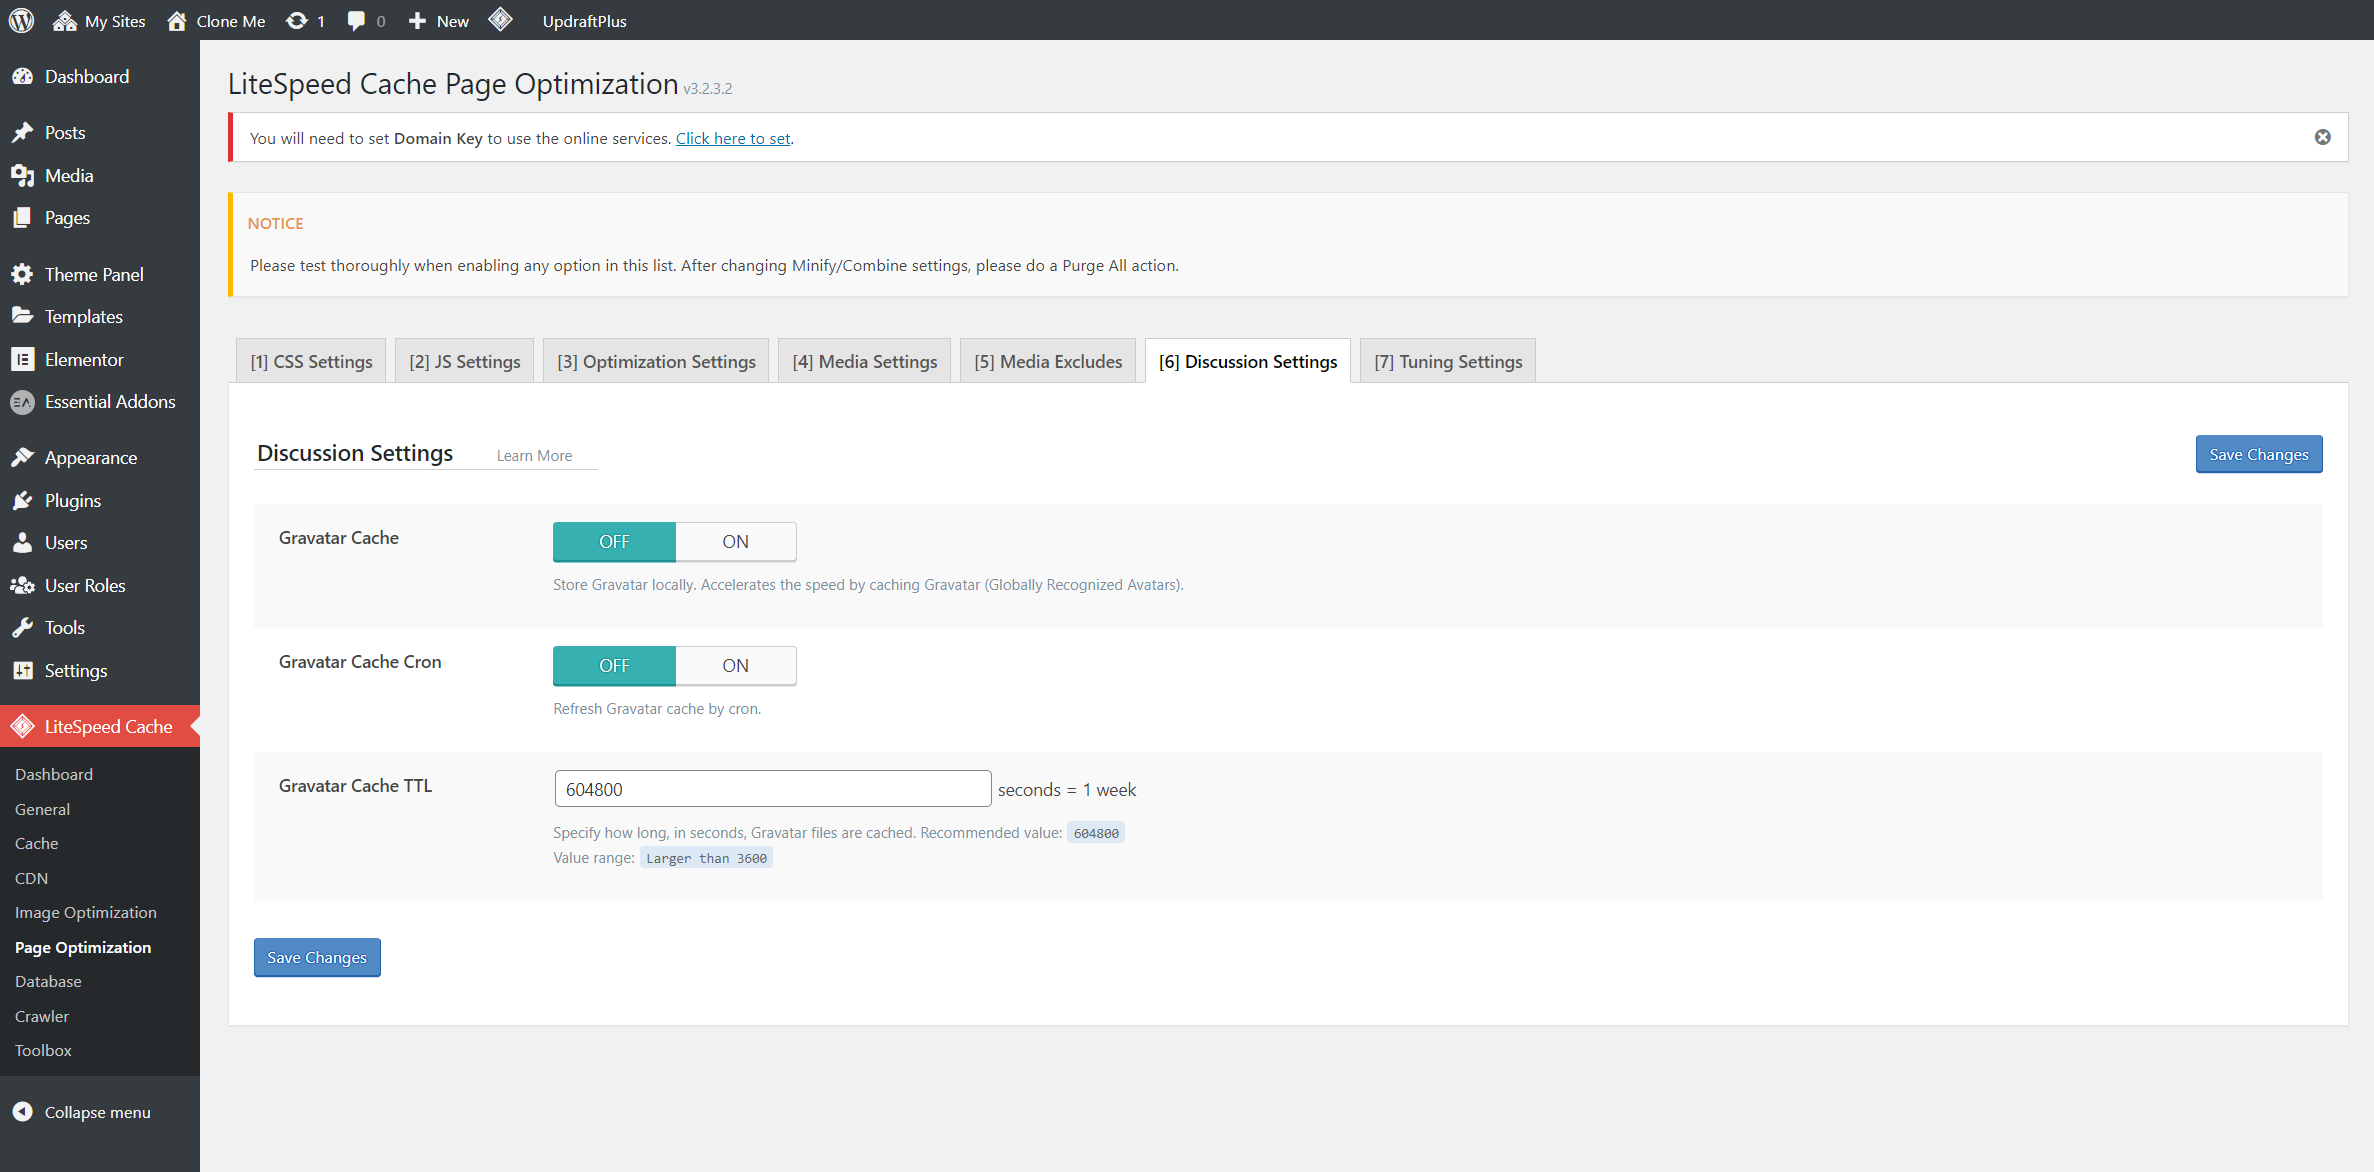 My Sites
Clone Me
1
0
New
UpdraftPlus
Dashboard
Posts
Media
Pages
Theme Panel
Templates
Elementor
Essential Addons
Appearance
Plugins
Users
User Roles
Tools
Settings
LiteSpeed Cache
Dashboard
General
Cache
CDN
Image Optimization
Page Optimization
Database
Crawler
Toolbox
Collapse menu
LiteSpeed Cache Page Optimization v3.2.3.2
You will need to set Domain Key to use the online services. Click here to set.
NOTICE
Please test thoroughly when enabling any option in this list. After changing Minify/Combine settings, please do a Purge All action.
[1] CSS Settings
[2] JS Settings
[3] Optimization Settings
[4] Media Settings
[5] Media Excludes
[6] Discussion Settings
[7] Tuning Settings
Discussion Settings
Learn More
Save Changes
Gravatar Cache
OFF
ON
Store Gravatar locally. Accelerates the speed by caching Gravatar (Globally Recognized Avatars).
Gravatar Cache Cron
OFF
ON
Refresh Gravatar cache by cron.
Gravatar Cache TTL
604800 seconds = 1 week
Specify how long, in seconds, Gravatar files are cached. Recommended value: 604800
Value range: Larger than 3600
Save Changes